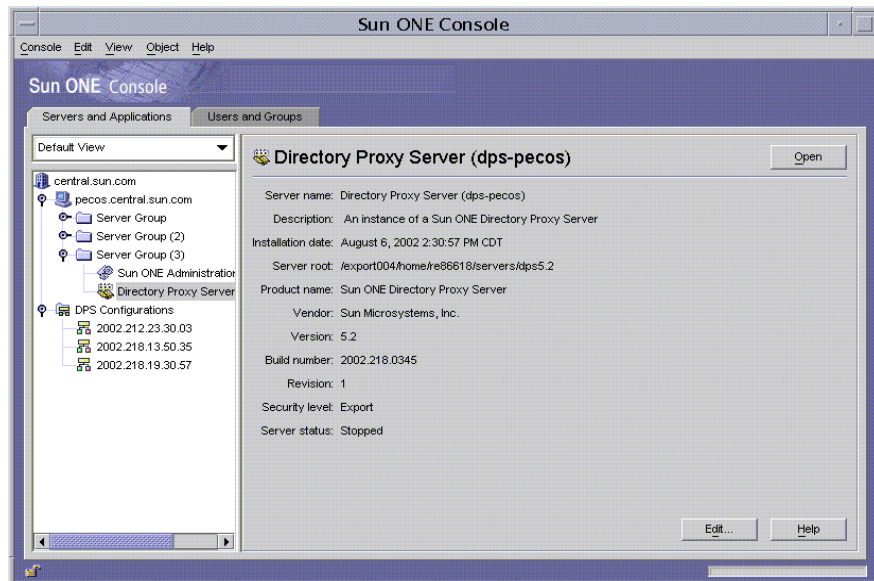 Sun ONE Console
Console Edit View Object Help
Sun ONE Console
Servers and Applications Users and Groups
Default View
central.sun.com
pecos.central.sun.com
Server Group
Server Group (2)
Server Group (3)
Sun ONE Administration
Directory Proxy Server
DPS Configurations
2002.212.23.30.03
2002.218.13.50.35
2002.218.19.30.57
Directory Proxy Server (dps-pecos)
Open
Server name: Directory Proxy Server (dps-pecos)
Description: An instance of a Sun ONE Directory Proxy Server
Installation date: August 6, 2002 2:30:57 PM CDT
Server root: /export004/home/re86618/servers/dps5.2
Product name: Sun ONE Directory Proxy Server
Vendor: Sun Microsystems, Inc.
Version: 5.2
Build number: 2002.218.0345
Revision: 1
Security level: Export
Server status: Stopped
Edit... Help